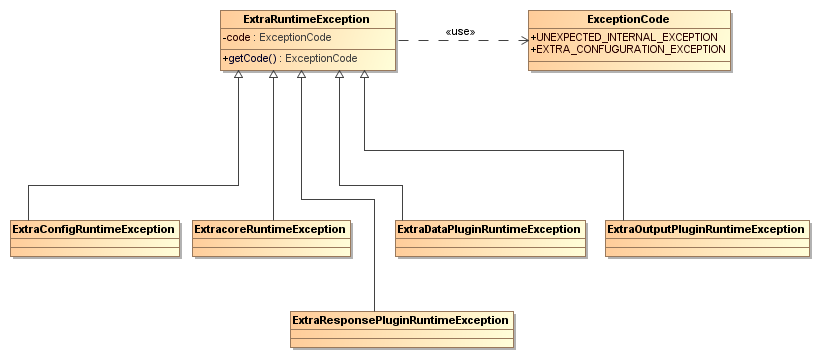 ExtraRuntimeException
-code : ExceptionCode
+getCode() : ExceptionCode
«use»
ExceptionCode
+UNEXPECTED_INTERNAL_EXCEPTION
+EXTRA_CONFUGURATION_EXCEPTION
ExtraConfigRuntimeException
ExtracoreRuntimeException
ExtraDataPluginRuntimeException
ExtraOutputPluginRuntimeException
ExtraResponsePluginRuntimeException